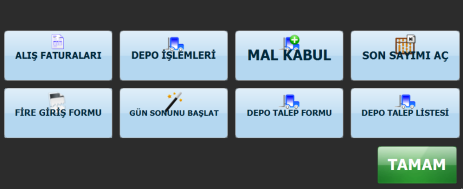 ALIŞ FATURALARI
DEPO İŞLEMLERİ
MAL KABUL
SON SAYIMI AÇ
FİRE GİRİŞ FORMU
GÜN SONUNU BAŞLAT
DEPO TALEP FORMU
DEPO TALEP LİSTESİ
TAMAM